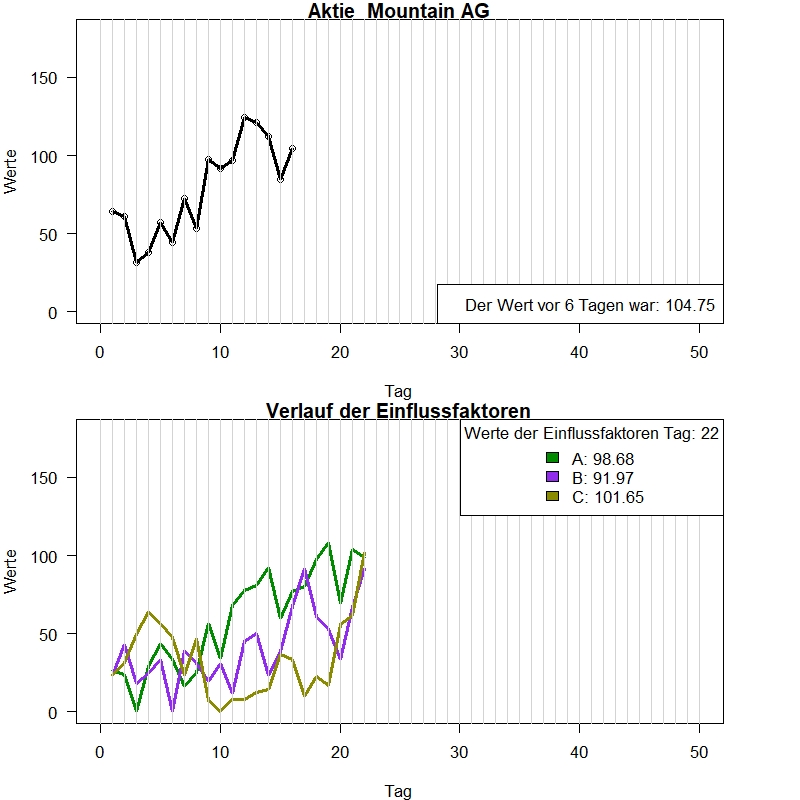 Aktie  Mountain AG
Werte
150
100
50
0
Der Wert vor 6 Tagen war: 104.75
0 10 20 30 40 50
Tag
Verlauf der Einflussfaktoren
Werte
150
100
50
0
Werte der Einflussfaktoren Tag: 22
A: 98.68
B: 91.97
C: 101.65
0 10 20 30 40 50
Tag